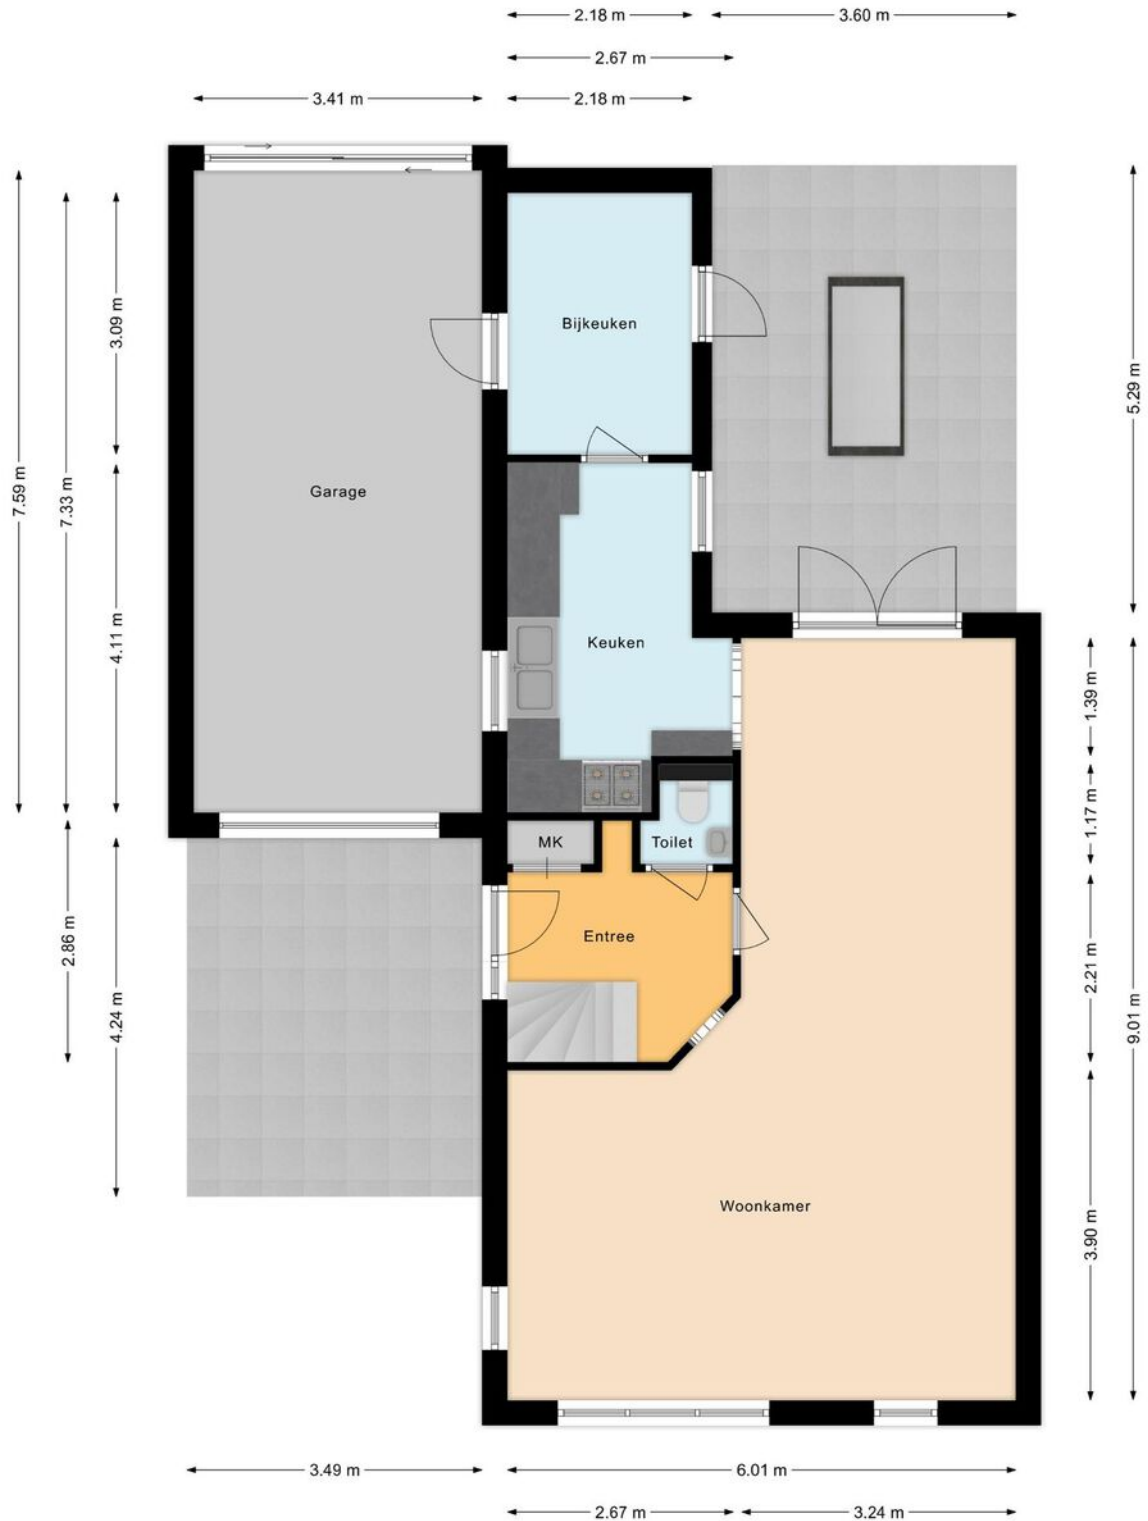 2.18 m
3.60 m
2.67 m
3.41 m
2.18 m
7.59 m
7.33 m
3.09 m
4.11 m
2.86 m
4.24 m
Bijkeuken
Garage
Keuken
MK
Toilet
Entree
Woonkamer
5.29 m
1.39 m
1.17 m
2.21 m
9.01 m
3.90 m
3.49 m
6.01 m
2.67 m
3.24 m